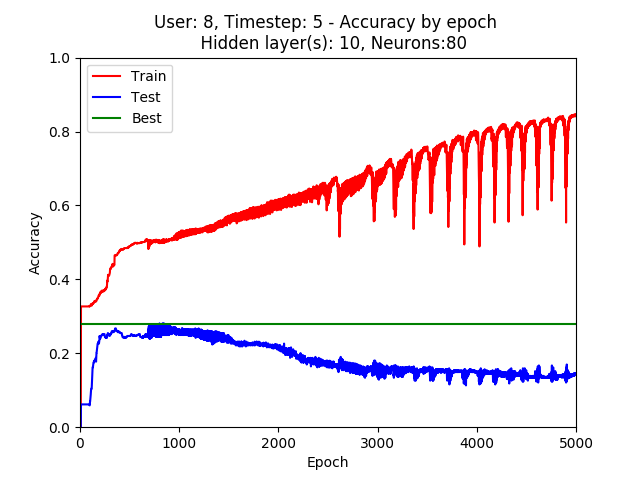 User: 8, Timestep: 5 - Accuracy by epoch
Hidden layer(s): 10, Neurons:80
1.0
Train
Test
Best
0.8
0.6
Accuracy
0.4
0.2
0.0
0 1000 2000 3000 4000 5000
Epoch